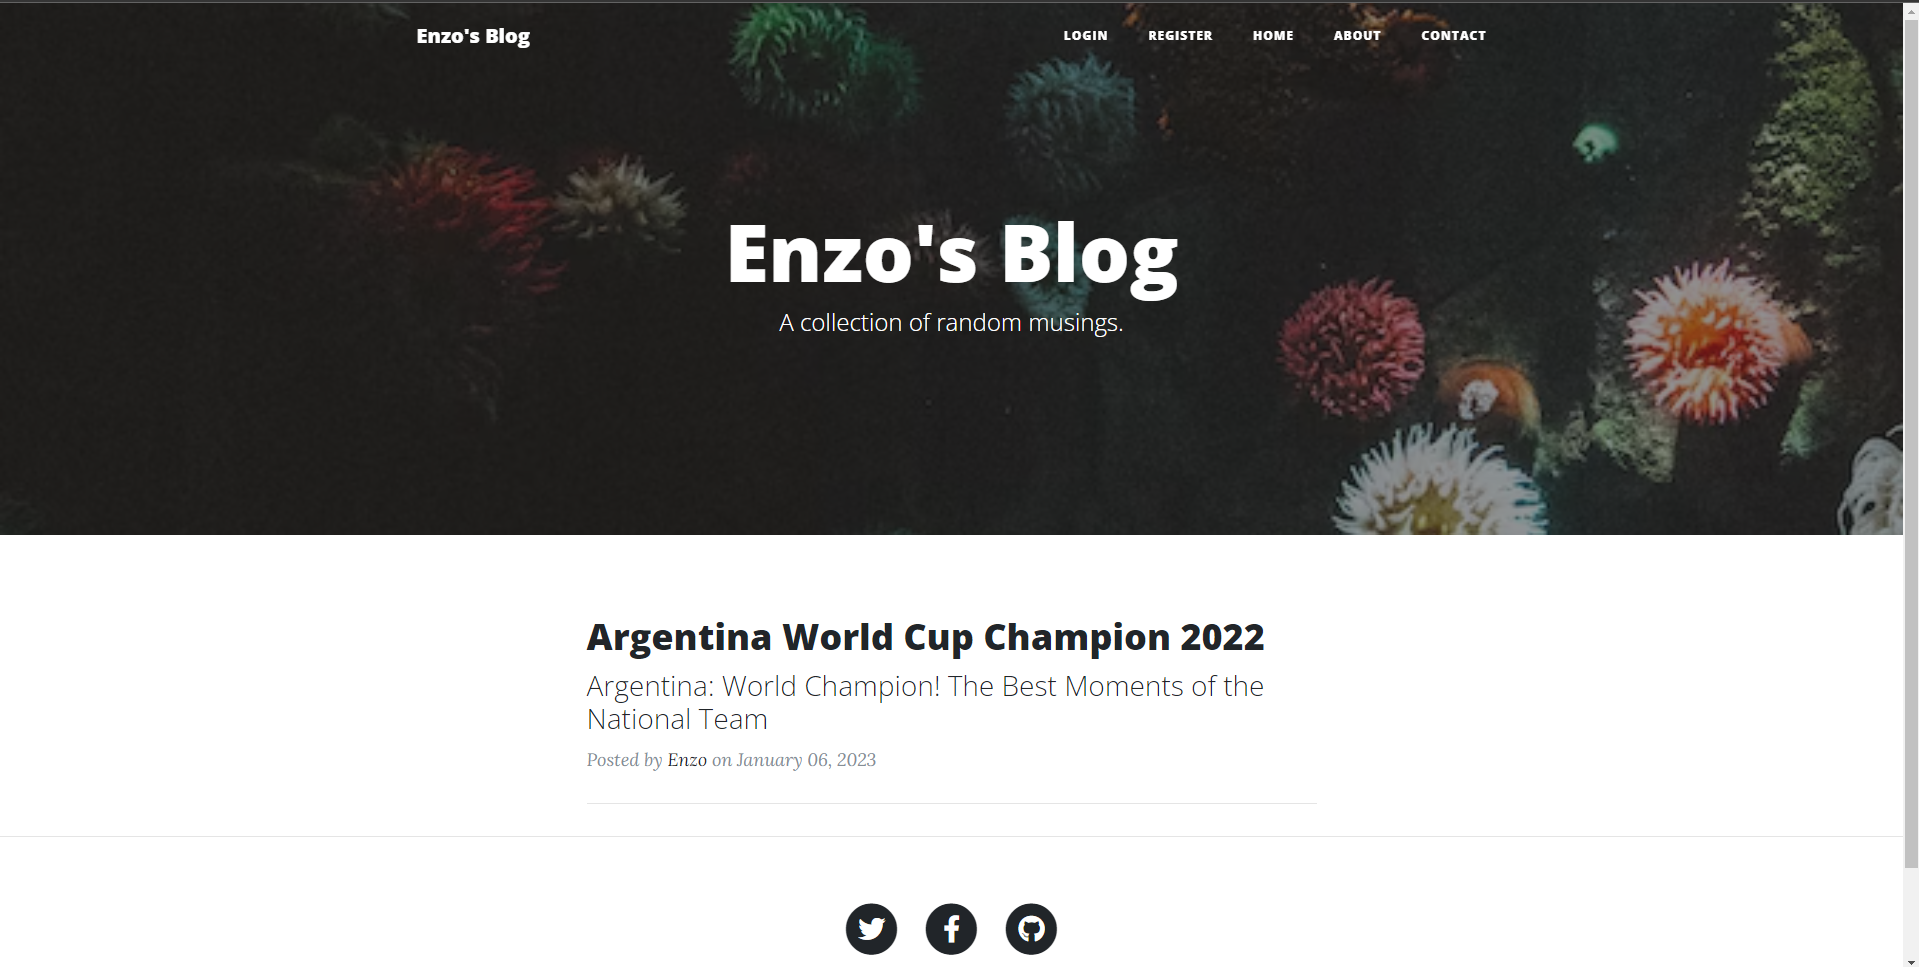 Enzo's Blog
LOGIN
REGISTER
HOME
ABOUT
CONTACT
Enzo's Blog
A collection of random musings.
Argentina World Cup Champion 2022
Argentina: World Champion! The Best Moments of the
National Team
Posted by Enzo on January 06, 2023